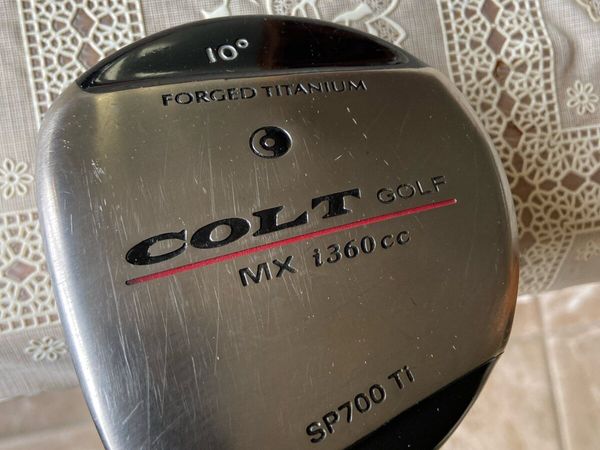 10°
FORGED TITANIUM
COLT GOLF
MX i360cc
SP700 Ti